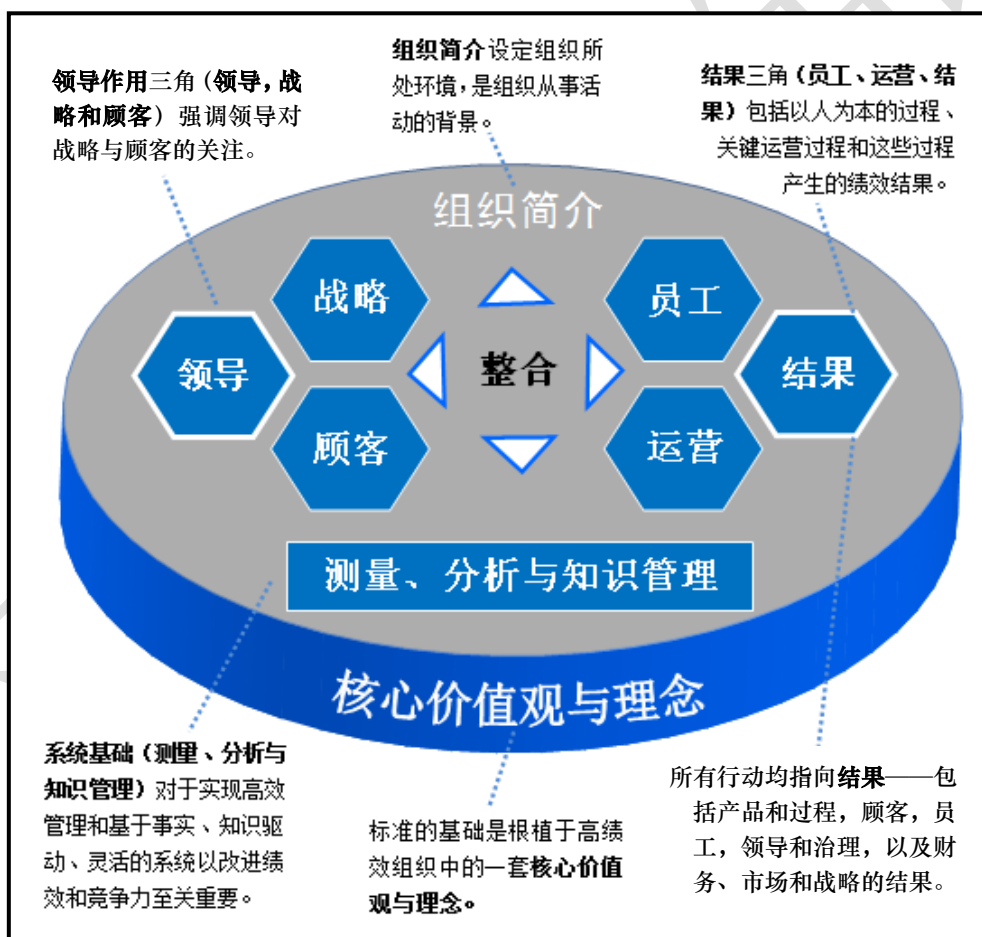 领导作用三角(领导,战
略和顾客)强调领导对
战略与顾客的关注。
组织简介设定组织所
处环境,是组织从事活
动的背景。
结果三角(员工、运营、结
果)包括以人为本的过程、
关键运营过程和这些过程
产生的绩效结果。
组织简介
战略
员工
领导
整合
结果
顾客
运营
测量、分析与知识管理
核心价值观与理念
系统基础(测量、分析与
知识管理)对于实现高效
管理和基于事实、知识驱
动、灵活的系统以改进绩
效和竞争力至关重要。
标准的基础是根植于高绩
效组织中的一套核心价值
观与理念。
所有行动均指向结果——包
括产品和过程,顾客,员
工,领导和治理,以及财
务、市场和战略的结果。